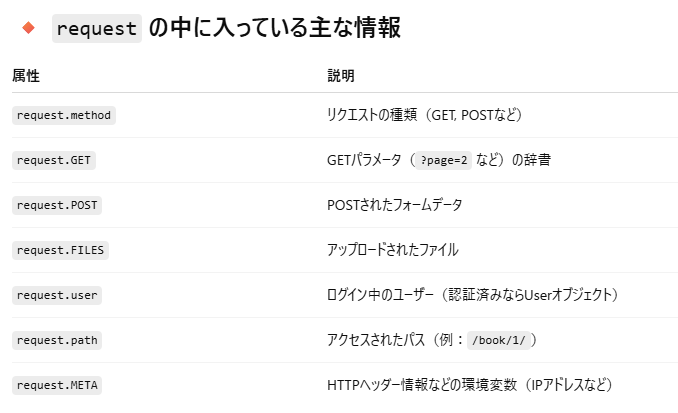 request の中に入っている主な情報
属性 説明
request.method リクエストの種類（GET, POSTなど）
request.GET GETパラメータ（?page=2 など）の辞書
request.POST POSTされたフォームデータ
request.FILES アップロードされたファイル
request.user ログイン中のユーザー（認証済みならUserオブジェクト）
request.path アクセスされたパス（例：/book/1/）
request.META HTTPヘッダー情報などの環境変数（IPアドレスなど）